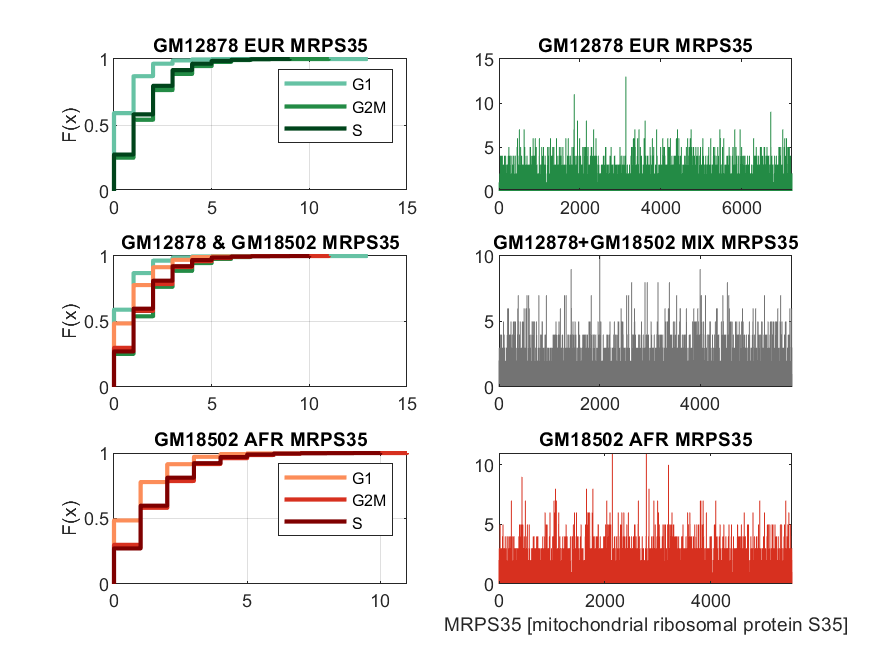 GM12878 EUR MRPS35
1
0.5
0
F(x)
0 5 10 15
G1
G2M
S
GM12878 EUR MRPS35
15
10
5
0
0 2000 4000 6000
GM12878 & GM18502 MRPS35
1
0.5
0
F(x)
0 5 10 15
GM12878+GM18502 MIX MRPS35
10
5
0
0 2000 4000
GM18502 AFR MRPS35
1
0.5
0
F(x)
0 5 10
G1
G2M
S
GM18502 AFR MRPS35
10
5
0
0 2000 4000
MRPS35 [mitochondrial ribosomal protein S35]